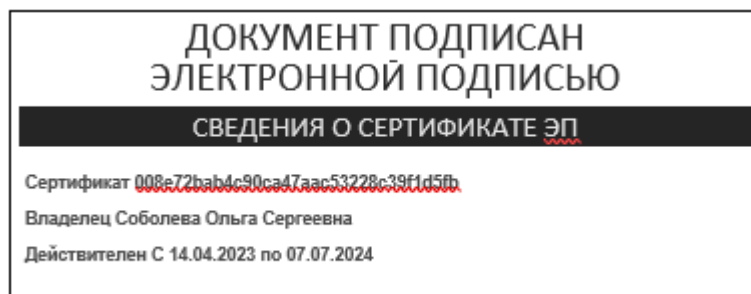 ДОКУМЕНТ ПОДПИСАН
ЭЛЕКТРОННОЙ ПОДПИСЬЮ
СВЕДЕНИЯ О СЕРТИФИКАТЕ ЭП
Сертификат 008e72bab4c90ca47aac53228c39f1d5fb
Владелец Соболева Ольга Сергеевна
Действителен С 14.04.2023 по 07.07.2024